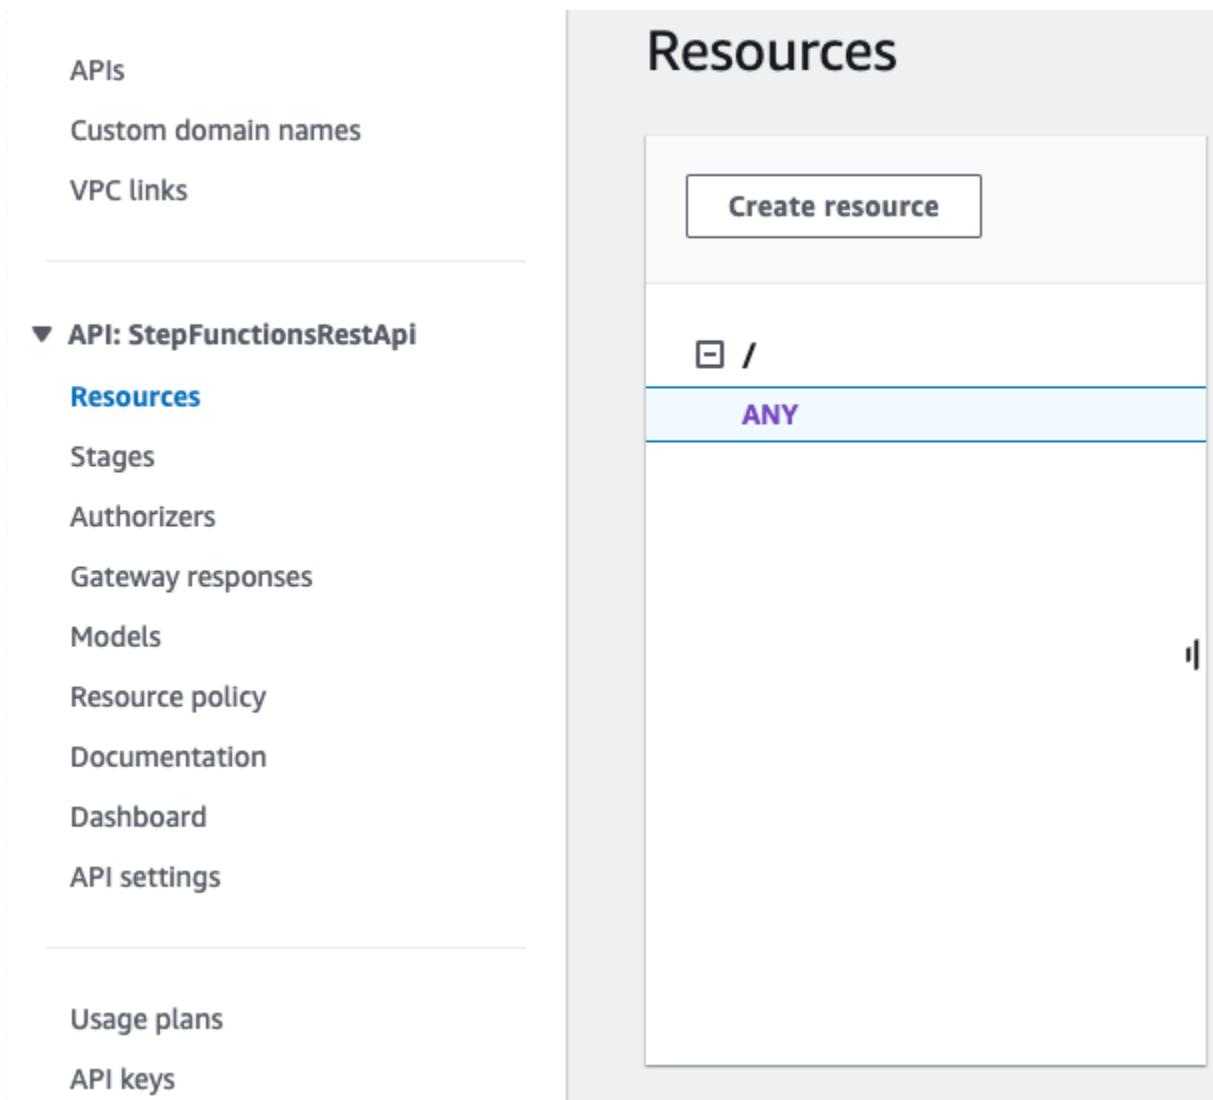 APIs
Custom domain names
VPC links
API: StepFunctionsRestApi
Resources
Stages
Authorizers
Gateway responses
Models
Resource policy
Documentation
Dashboard
API settings
Usage plans
API keys
Resources
Create resource
/
ANY